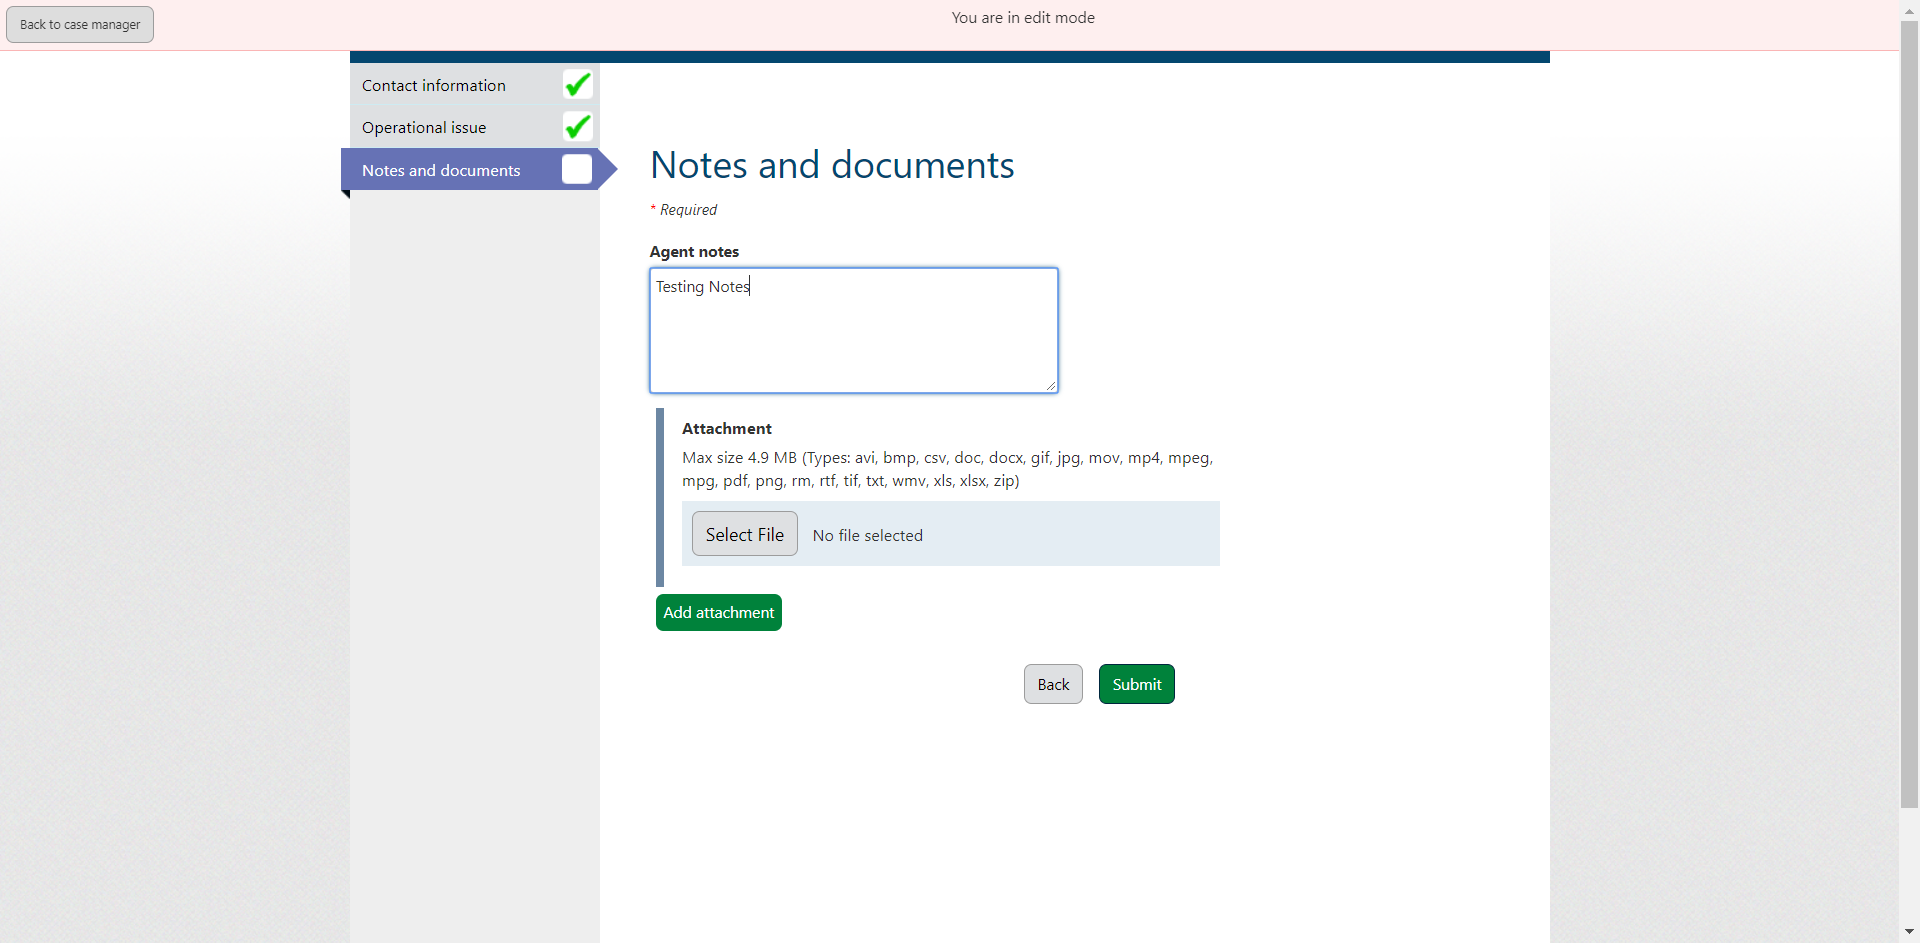 Back to case manager
You are in edit mode
Contact information
Operational issue
Notes and documents
Notes and documents
* Required
Agent notes
Testing Notes
Attachment
Max size 4.9 MB (Types: avi, bmp, csv, doc, docx, gif, jpg, mov, mp4, mpeg,
mpg, pdf, png, rm, rtf, tif, txt, wmv, xls, xlsx, zip)
Select File
No file selected
Add attachment
Back
Submit